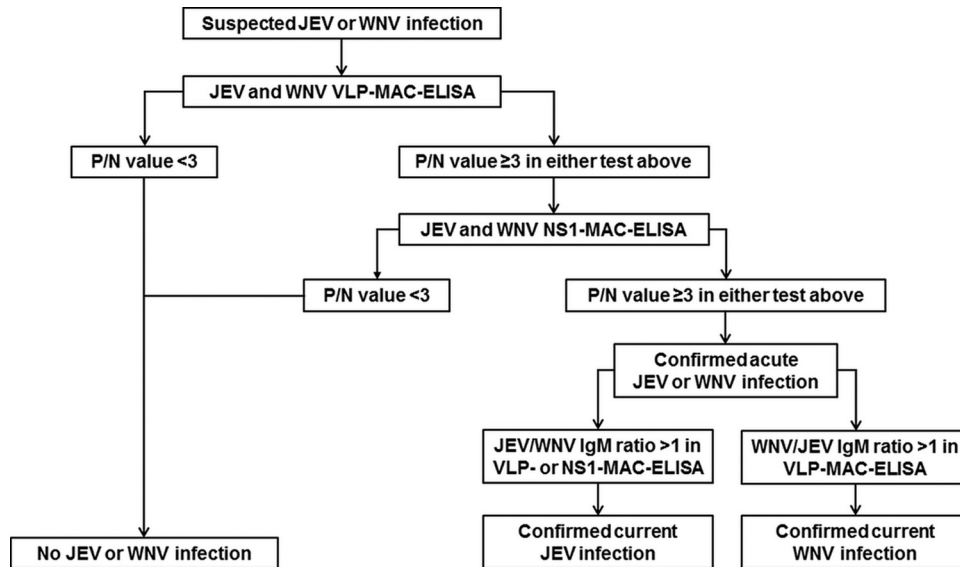 Suspected JEV or WNV infection
JEV and WNV VLP-MAC-ELISA
P/N value <3
P/N value ≥3 in either test above
JEV and WNV NS1-MAC-ELISA
P/N value <3
P/N value ≥3 in either test above
Confirmed acute
JEV or WNV infection
JEV/WNV IgM ratio >1 in
VLP- or NS1-MAC-ELISA
WNV/JEV IgM ratio >1 in
VLP-MAC-ELISA
No JEV or WNV infection
Confirmed current
JEV infection
Confirmed current
WNV infection